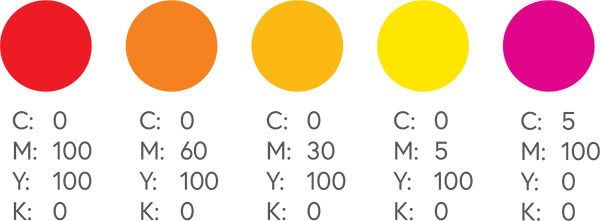 C: 0 C: 0 C: 0 C: 0 C: 5
M: 100 M: 60 M: 30 M: 5 M: 100
Y: 100 Y: 100 Y: 100 Y: 100 Y: 0
K: 0 K: 0 K: 0 K: 0 K: 0